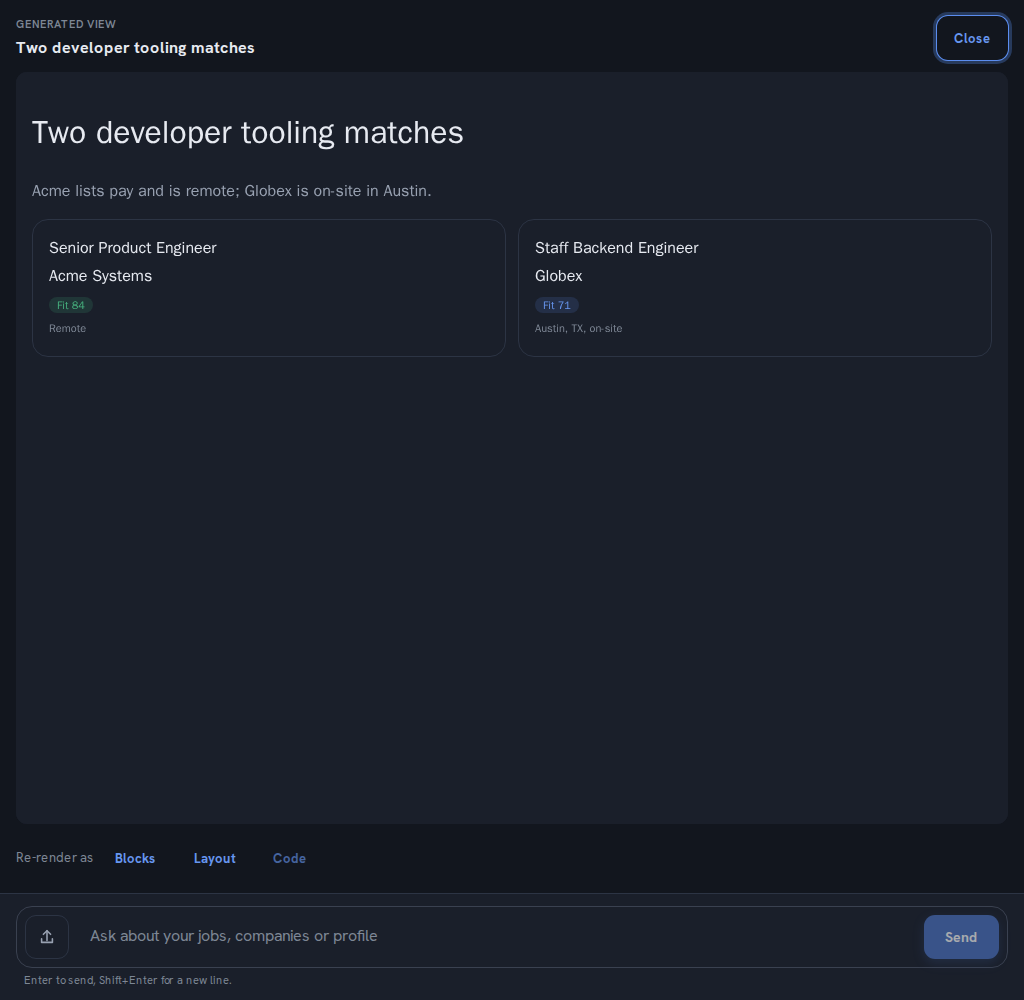 GENERATED VIEW
Two developer tooling matches
Close
Two developer tooling matches
Acme lists pay and is remote; Globex is on-site in Austin.
Senior Product Engineer
Acme Systems
Fit 84
Remote
Staff Backend Engineer
Globex
Fit 71
Austin, TX, on-site
Re-render as Blocks Layout Code
Ask about your jobs, companies or profile
Send
Enter to send, Shift+Enter for a new line.